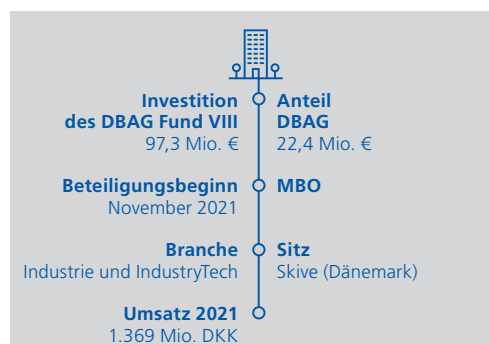 Investition
des DBAG Fund VIII
97,3 Mio. €
Anteil
DBAG
22,4 Mio. €
Beteiligungsbeginn
November 2021
MBO
Branche
Industrie und IndustryTech
Sitz
Skive (Dänemark)
Umsatz 2021
1.369 Mio. DKK